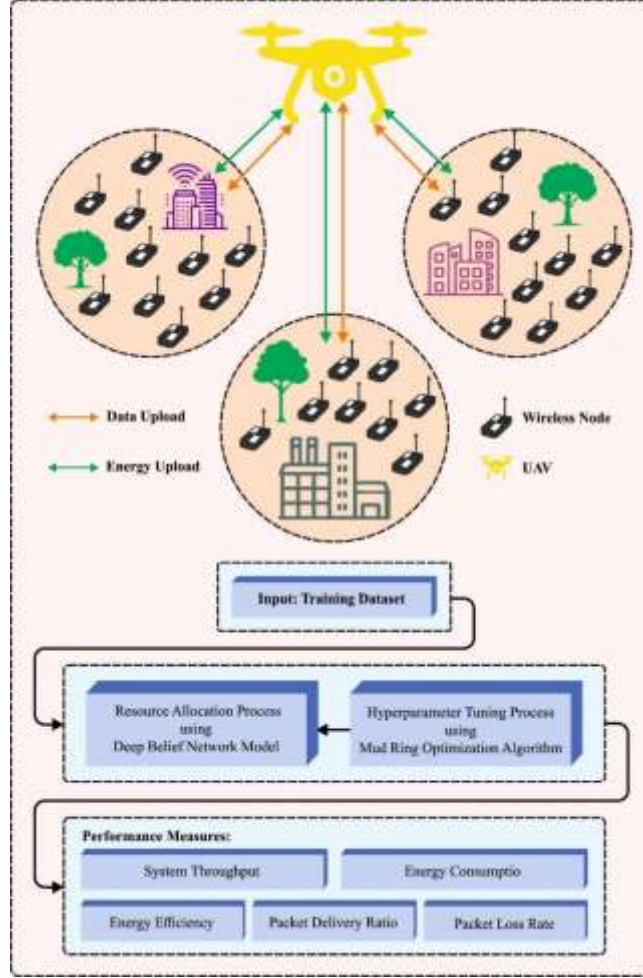 Data Upload
Wireless Node
Energy Upload
UAV
Input: Training Dataset
Resource Allocation Process
using
Deep Belief Network Model
Hyperparameter Tuning Process
using
Mud Ring Optimization Algorithm
Performance Measures:
System Throughput
Energy Consumptio
Energy Efficiency
Packet Delivery Ratio
Packet Loss Rate